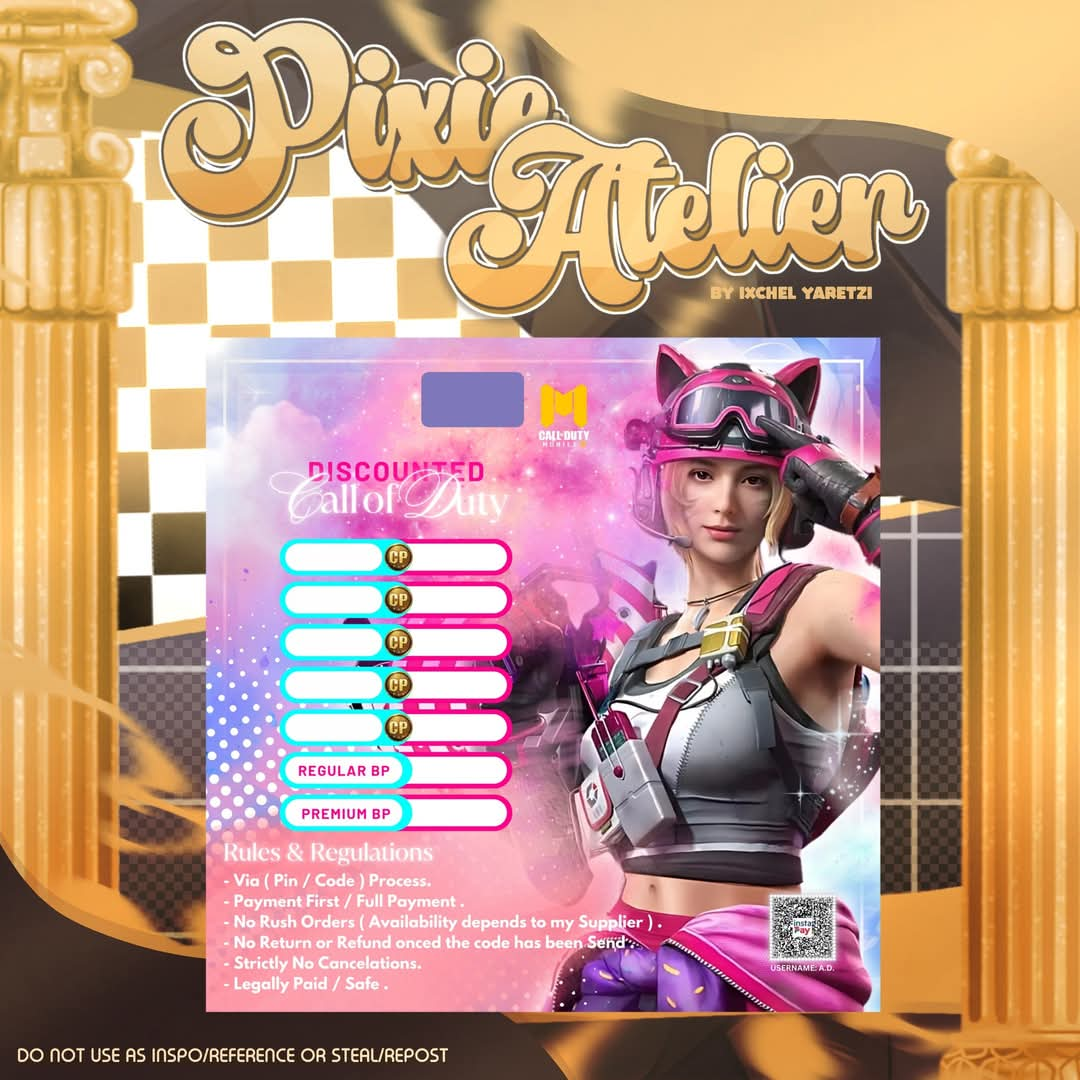 Pixie
Atelier
BY IXCHEL YARETZI
CALL OF DUTY
MOBILE
DISCOUNTED
Call of Duty
CP
CP
CP
CP
CP
REGULAR BP
PREMIUM BP
Rules & Regulations
- Via ( Pin / Code ) Process.
- Payment First / Full Payment .
- No Rush Orders ( Availability depends to my Supplier ) .
- No Return or Refund onced the code has been Send .
- Strictly No Cancelations.
- Legally Paid / Safe .
insta
Pay
USERNAME: A.D.
DO NOT USE AS INSPO/REFERENCE OR STEAL/REPOST